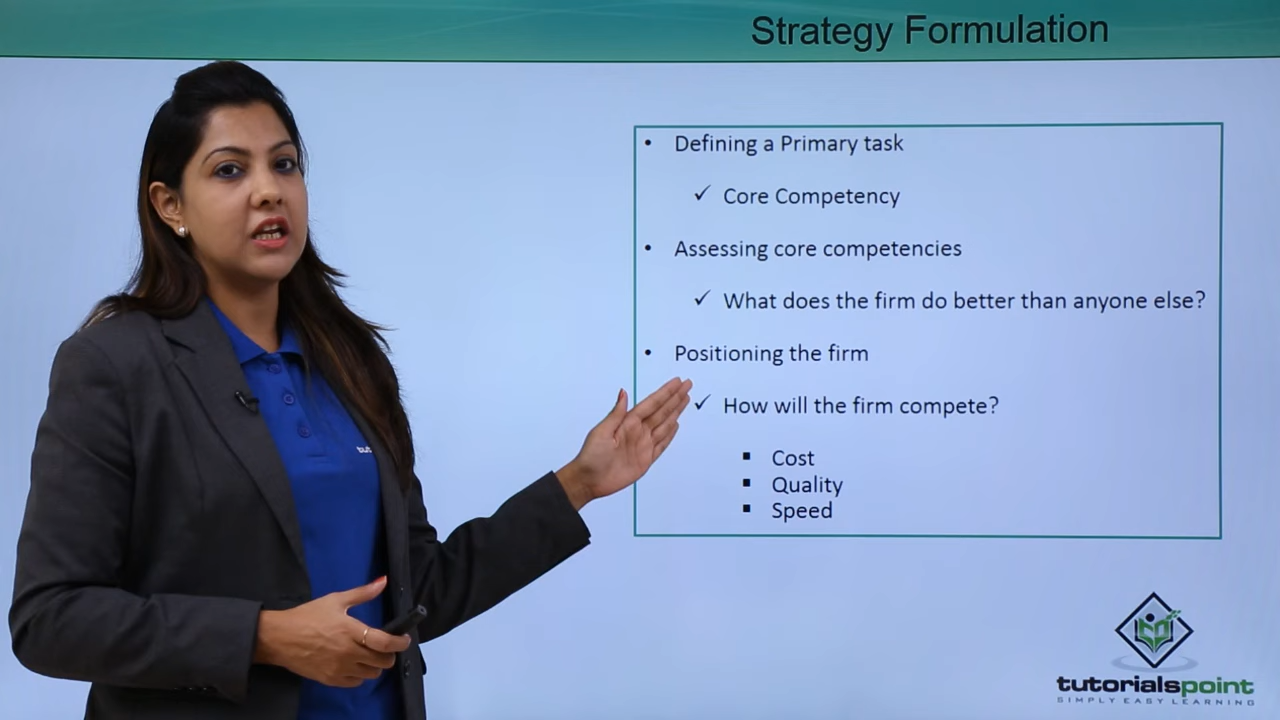 Strategy Formulation
• Defining a Primary task
✓ Core Competency
• Assessing core competencies
✓ What does the firm do better than anyone else?
• Positioning the firm
✓ How will the firm compete?
▪ Cost
▪ Quality
▪ Speed
tutorialspoint
SIMPLY EASY LEARNING